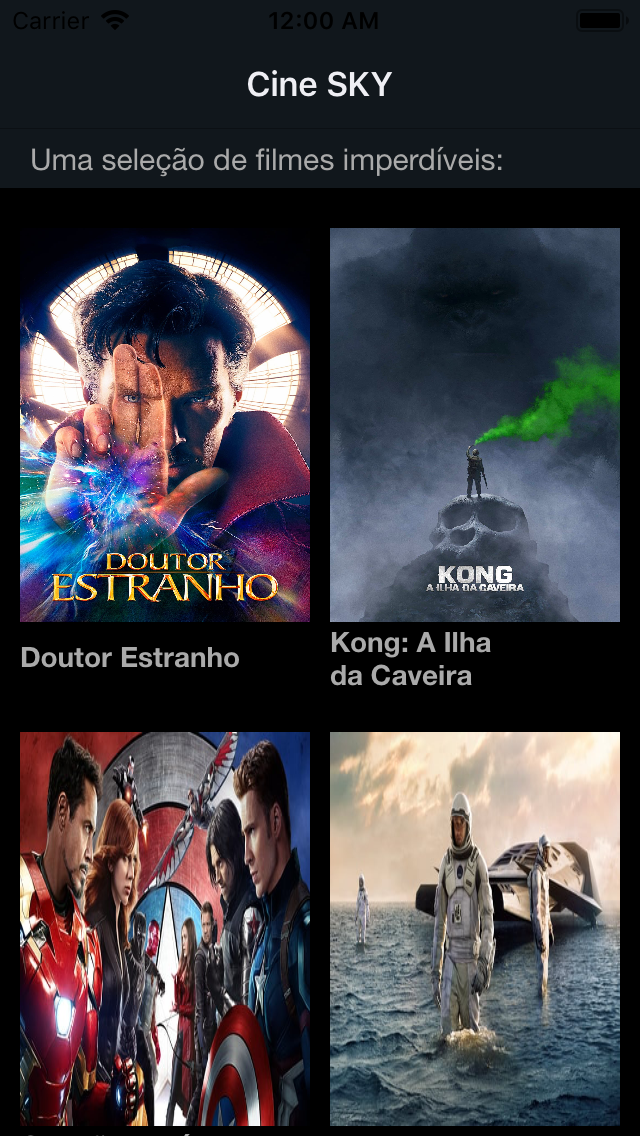 Carrier
12:00 AM
Cine SKY
Uma seleção de filmes imperdíveis:
DOUTOR
ESTRANHO
KONG
A ILHA DA CAVEIRA
Doutor Estranho
Kong: A Ilha
da Caveira